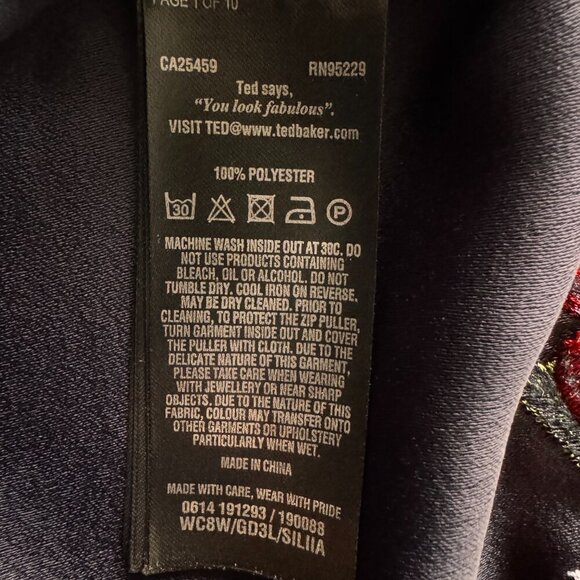 PAGE 1 OF 10
CA25459 RN95229
Ted says,
"You look fabulous".
VISIT TED@www.tedbaker.com
100% POLYESTER
30 P
MACHINE WASH INSIDE OUT AT 30C. DO
NOT USE PRODUCTS CONTAINING
BLEACH, OIL OR ALCOHOL. DO NOT
TUMBLE DRY. COOL IRON ON REVERSE.
MAY BE DRY CLEANED. PRIOR TO
CLEANING, TO PROTECT THE ZIP PULLER,
TURN GARMENT INSIDE OUT AND COVER
THE PULLER WITH CLOTH. DUE TO THE
DELICATE NATURE OF THIS GARMENT,
PLEASE TAKE CARE WHEN WEARING
WITH JEWELLERY OR NEAR SHARP
OBJECTS. DUE TO THE NATURE OF THIS
FABRIC, COLOUR MAY TRANSFER ONTO
OTHER GARMENTS OR UPHOLSTERY
PARTICULARLY WHEN WET.
MADE IN CHINA
MADE WITH CARE, WEAR WITH PRIDE
0614 191293 / 190088
WC8W/GD3L/SILIIA